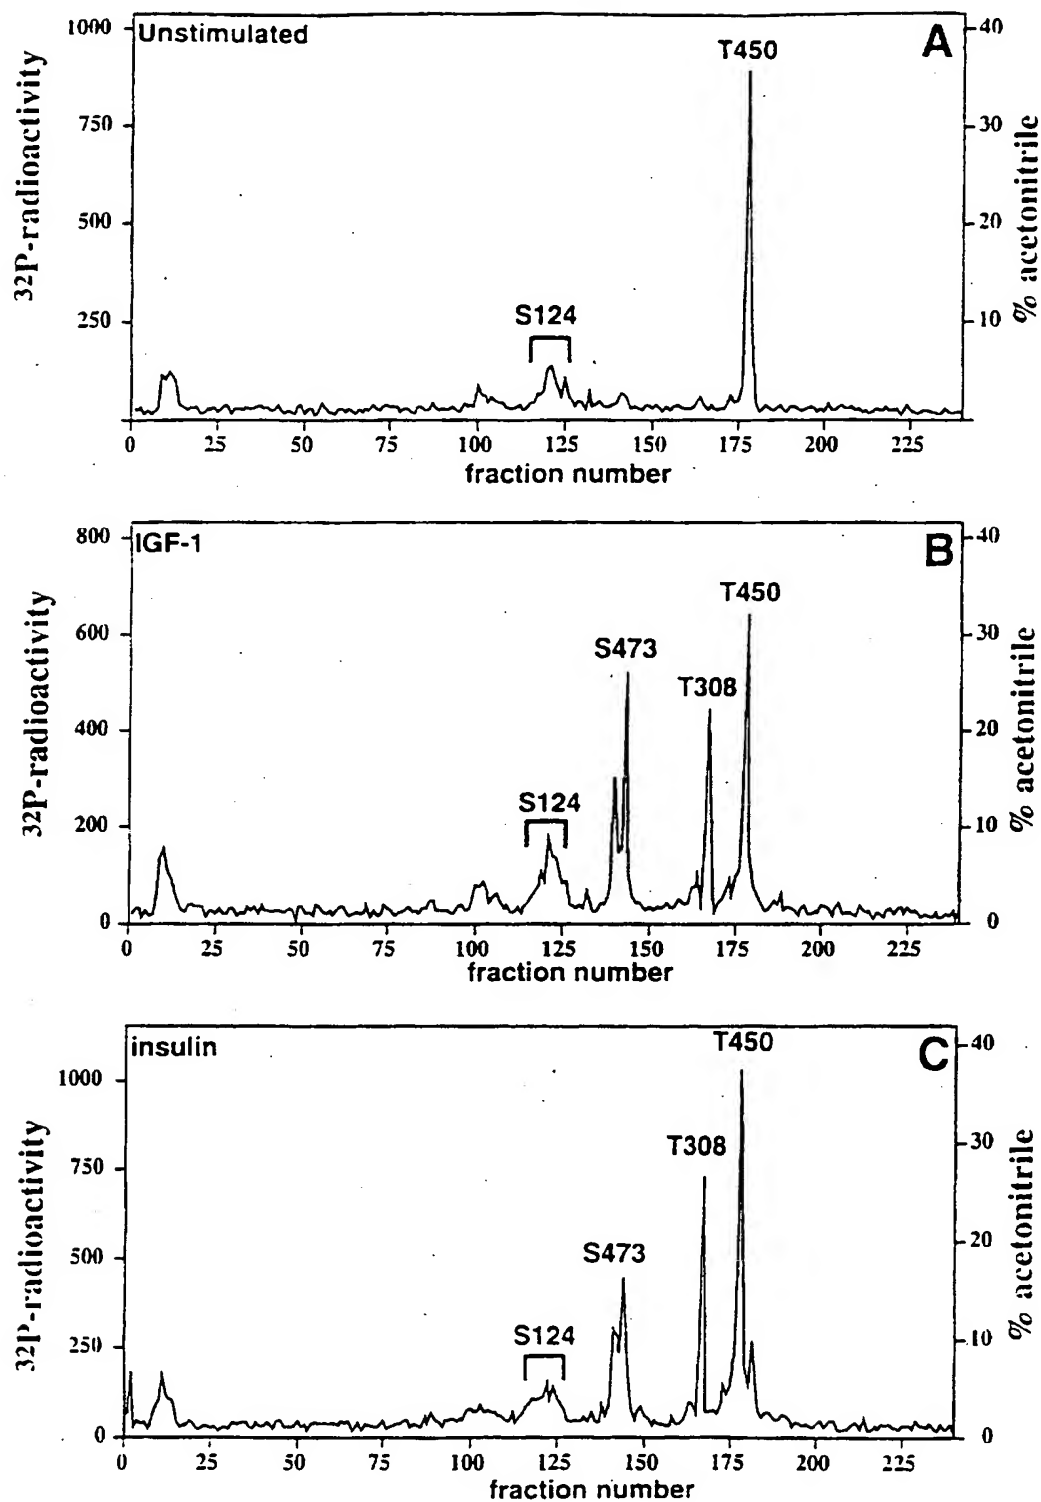 Unstimulated
A
T450
S124
1000
750
500
250
40
30
20
10
32P-radioactivity
% acetonitrile
0 25 50 75 100 125 150 175 200 225
fraction number
IGF-1
B
T450
S473
T308
S124
800
600
400
200
0
40
30
20
10
0
32P-radioactivity
% acetonitrile
0 25 50 75 100 125 150 175 200 225
fraction number
insulin
C
T450
T308
S473
S124
1000
750
500
250
0
40
30
20
10
0
32P-radioactivity
% acetonitrile
0 25 50 75 100 125 150 175 200 225
fraction number